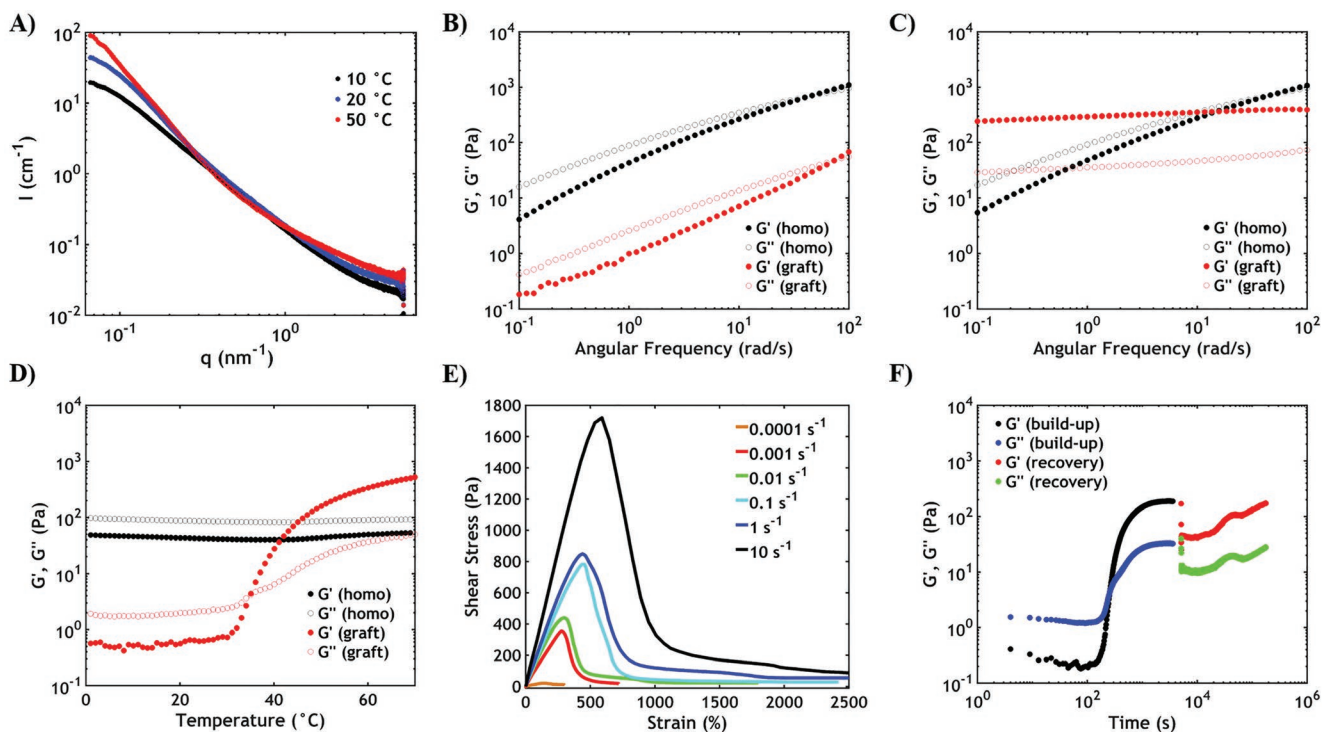 A)
I (cm⁻¹)
10²
10¹
10⁰
10⁻¹
10⁻²
10 °C
20 °C
50 °C
10⁻¹
10⁰
q (nm⁻¹)
B)
G', G'' (Pa)
10⁴
10³
10²
10¹
10⁰
10⁻¹
G' (homo)
G'' (homo)
G' (graft)
G'' (graft)
10⁻¹
10⁰
10¹
10²
Angular Frequency (rad/s)
C)
G', G'' (Pa)
10⁴
10³
10²
10¹
10⁰
10⁻¹
G' (homo)
G'' (homo)
G' (graft)
G'' (graft)
10⁻¹
10⁰
10¹
10²
Angular Frequency (rad/s)
D)
G', G'' (Pa)
10⁴
10³
10²
10¹
10⁰
10⁻¹
G' (homo)
G'' (homo)
G' (graft)
G'' (graft)
0
20
40
60
Temperature (°C)
E)
Shear Stress (Pa)
1800
1600
1400
1200
1000
800
600
400
200
0
0.0001 s⁻¹
0.001 s⁻¹
0.01 s⁻¹
0.1 s⁻¹
1 s⁻¹
10 s⁻¹
0
500
1000
1500
2000
2500
Strain (%)
F)
G', G'' (Pa)
10⁴
10³
10²
10¹
10⁰
10⁻¹
G' (build-up)
G'' (build-up)
G' (recovery)
G'' (recovery)
10⁰
10²
10⁴
10⁶
Time (s)